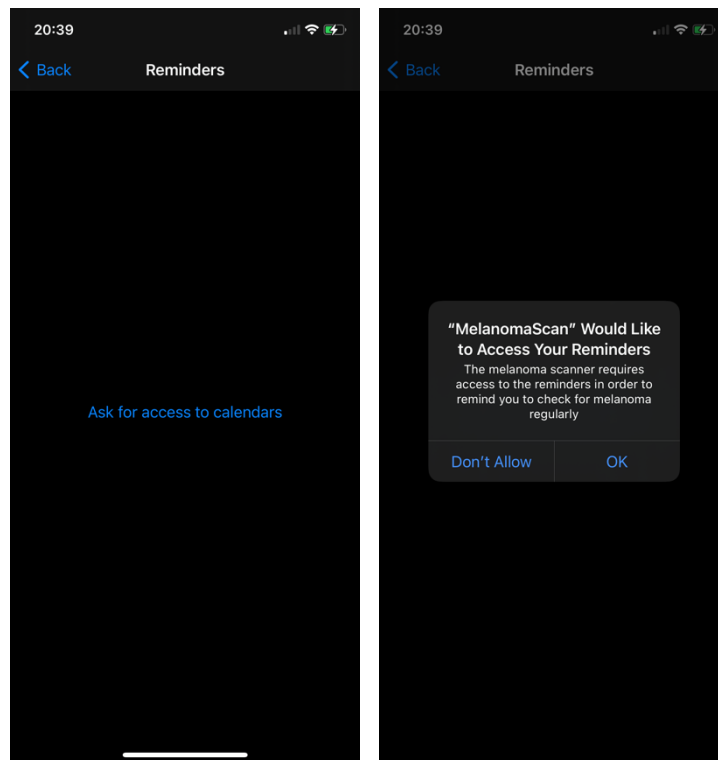 20:39
Back Reminders
Ask for access to calendars
20:39
Back Reminders
“MelanomaScan” Would Like
to Access Your Reminders
The melanoma scanner requires
access to the reminders in order to
remind you to check for melanoma
regularly
Don’t Allow OK